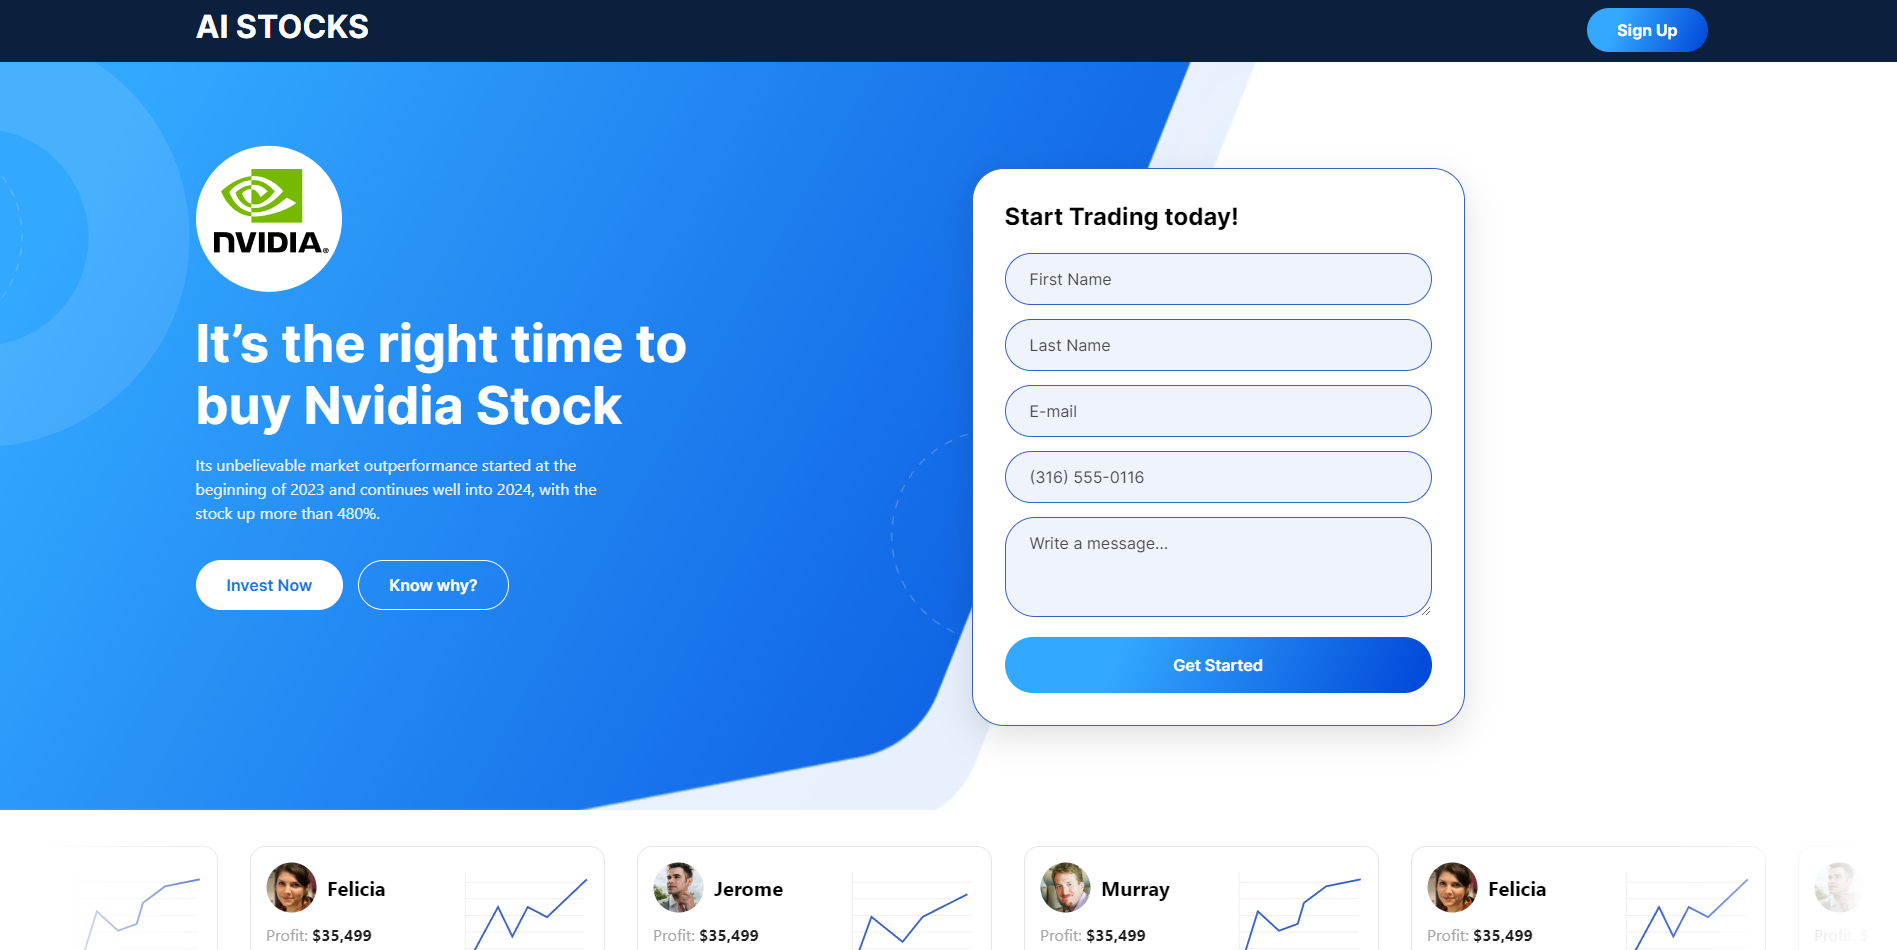 AI STOCKS
Sign Up
NVIDIA®
It’s the right time to
buy Nvidia Stock
Its unbelievable market outperformance started at the
beginning of 2023 and continues well into 2024, with the
stock up more than 480%.
Invest Now
Know why?
Start Trading today!
First Name
Last Name
E-mail
(316) 555-0116
Write a message...
Get Started
Felicia
Profit: $35,499
Jerome
Profit: $35,499
Murray
Profit: $35,499
Felicia
Profit: $35,499
Profit: $